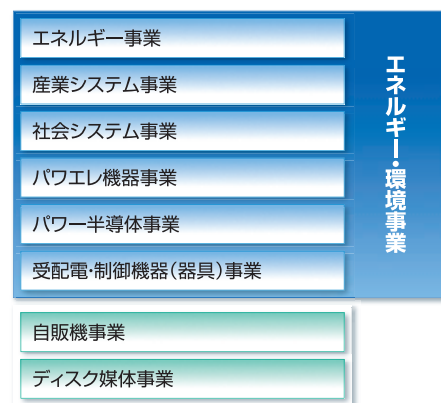 エネルギー事業
産業システム事業
社会システム事業
パワエレ機器事業
パワー半導体事業
受配電・制御機器(器具)事業
エネルギー・環境事業
自販機事業
ディスク媒体事業